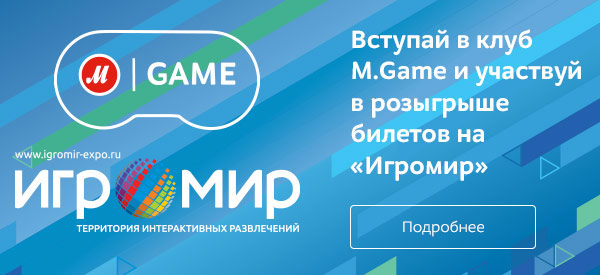 М
GAME
www.igromir-expo.ru
ИГРОМИР
ТЕРРИТОРИЯ ИНТЕРАКТИВНЫХ РАЗВЛЕЧЕНИЙ
Вступай в клуб
M.Game и участвуй
в розыгрыше
билетов на
«Игромир»
Подробнее